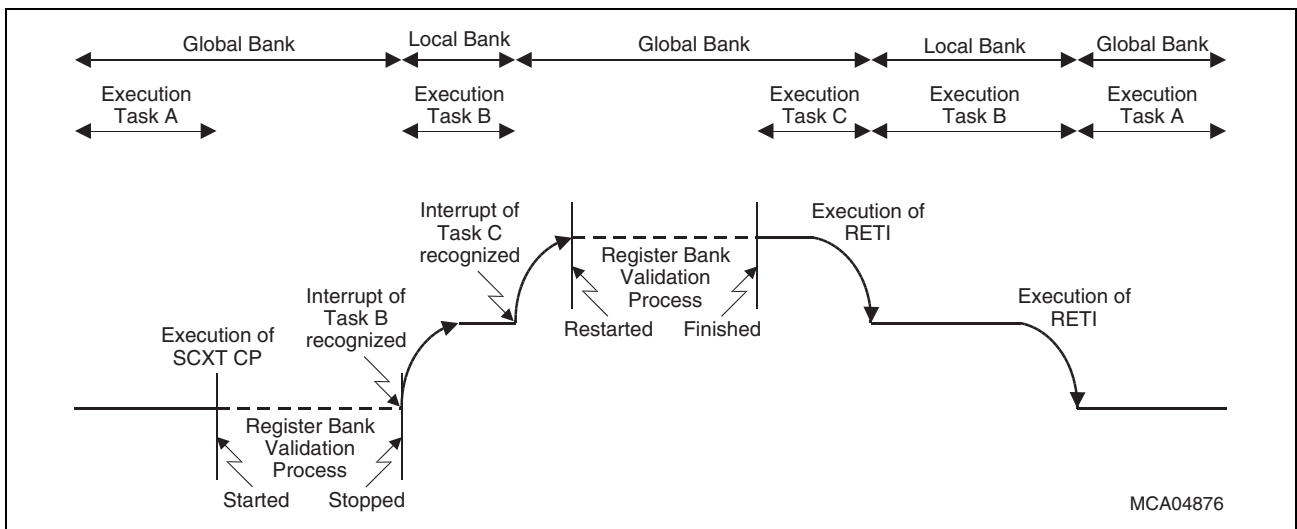 Global Bank
Local Bank
Global Bank
Local Bank
Global Bank
Execution
Task A
Execution
Task B
Execution
Task C
Execution
Task B
Execution
Task A
Interrupt of
Task C
recognized
Execution of
RETI
Register Bank
Validation
Process
Restarted
Finished
Interrupt of
Task B
recognized
Execution of
RETI
Execution of
SCXT CP
Register Bank
Validation
Process
Started
Stopped
MCA04876